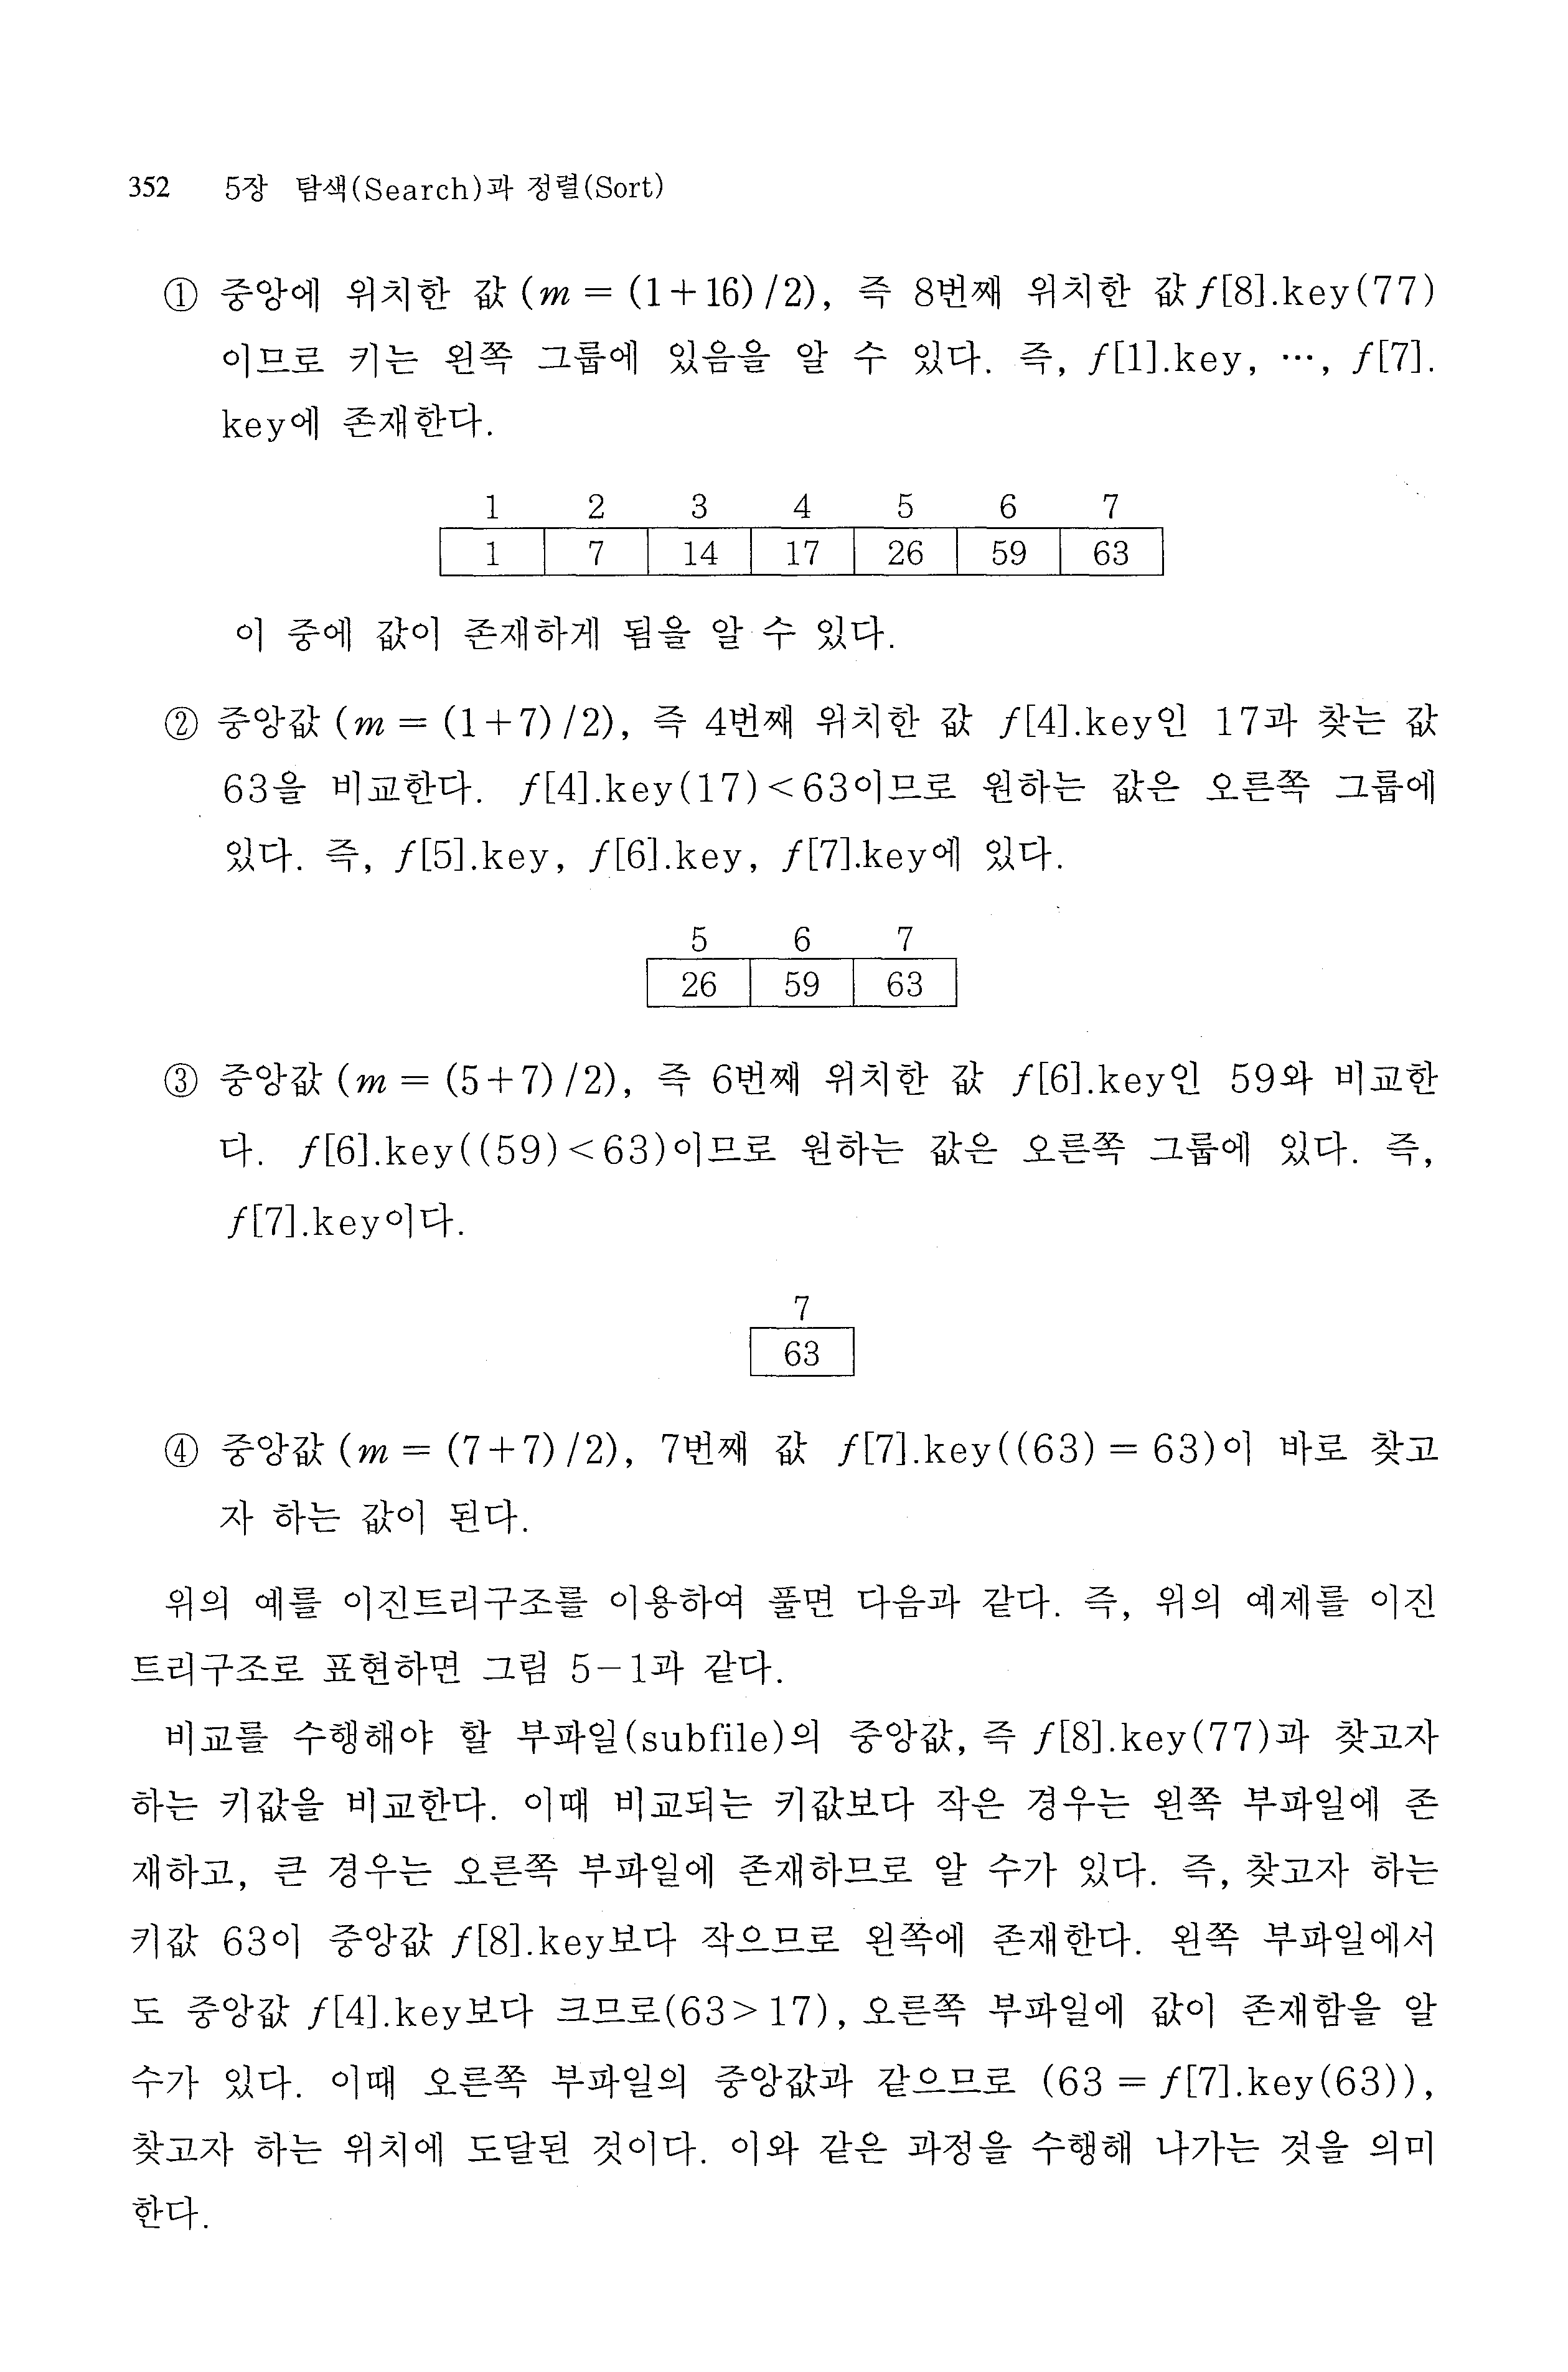 352 5장 탐색(Search)과 정렬(Sort)
① 중앙에 위치한 값(m = (1+16)/2), 즉 8번째 위치한 값 f[8].key(77)
이므로 키는 왼쪽 그룹에 있음을 알 수 있다. 즉, f[1].key, …, f[7].
key에 존재한다.
1 2 3 4 5 6 7
1 7 14 17 26 59 63
이 중에 값이 존재하게 됨을 알 수 있다.
② 중앙값(m = (1+7)/2), 즉 4번째 위치한 값 f[4].key인 17과 찾는 값
63을 비교한다. f[4].key(17)<63이므로 원하는 값은 오른쪽 그룹에
있다. 즉, f[5].key, f[6].key, f[7].key에 있다.
5 6 7
26 59 63
③ 중앙값(m = (5+7)/2), 즉 6번째 위치한 값 f[6].key인 59와 비교한
다. f[6].key((59)<63)이므로 원하는 값은 오른쪽 그룹에 있다. 즉,
f[7].key이다.
7
63
④ 중앙값(m = (7+7)/2), 7번째 값 f[7].key((63) = 63)이 바로 찾고
자 하는 값이 된다.
위의 예를 이진트리구조를 이용하여 풀면 다음과 같다. 즉, 위의 예제를 이진
트리구조로 표현하면 그림 5-1과 같다.
비교를 수행해야 할 부파일(subfile)의 중앙값, 즉 f[8].key(77)과 찾고자
하는 키값을 비교한다. 이때 비교되는 키값보다 작은 경우는 왼쪽 부파일에 존
재하고, 큰 경우는 오른쪽 부파일에 존재하므로 알 수가 있다. 즉, 찾고자 하는
키값 63이 중앙값 f[8].key보다 작으므로 왼쪽에 존재한다. 왼쪽 부파일에서
도 중앙값 f[4].key보다 크므로(63>17), 오른쪽 부파일에 값이 존재함을 알
수가 있다. 이때 오른쪽 부파일의 중앙값과 같으므로 (63 = f[7].key(63)),
찾고자 하는 위치에 도달된 것이다. 이와 같은 과정을 수행해 나가는 것을 의미
한다.